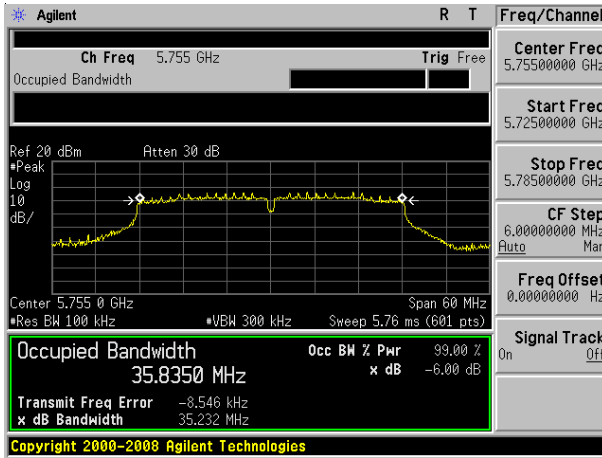 Agilent R T
Freq/Channel
Ch Freq 5.755 GHz Trig Free
Occupied Bandwidth
Center Freq
5.75500000 GHz
Start Freq
5.72500000 GHz
Stop Freq
5.78500000 GHz
CF Step
6.00000000 MHz
Auto Man
Freq Offset
0.00000000 Hz
Signal Track
On Off
Ref 20 dBm Atten 30 dB
#Peak
Log
10
dB/
Center 5.755 0 GHz Span 60 MHz
#Res BW 100 kHz #VBW 300 kHz Sweep 5.76 ms (601 pts)
Occupied Bandwidth Occ BW % Pwr 99.00 %
35.8350 MHz x dB -6.00 dB
Transmit Freq Error -8.546 kHz
x dB Bandwidth 35.232 MHz
Copyright 2000-2008 Agilent Technologies